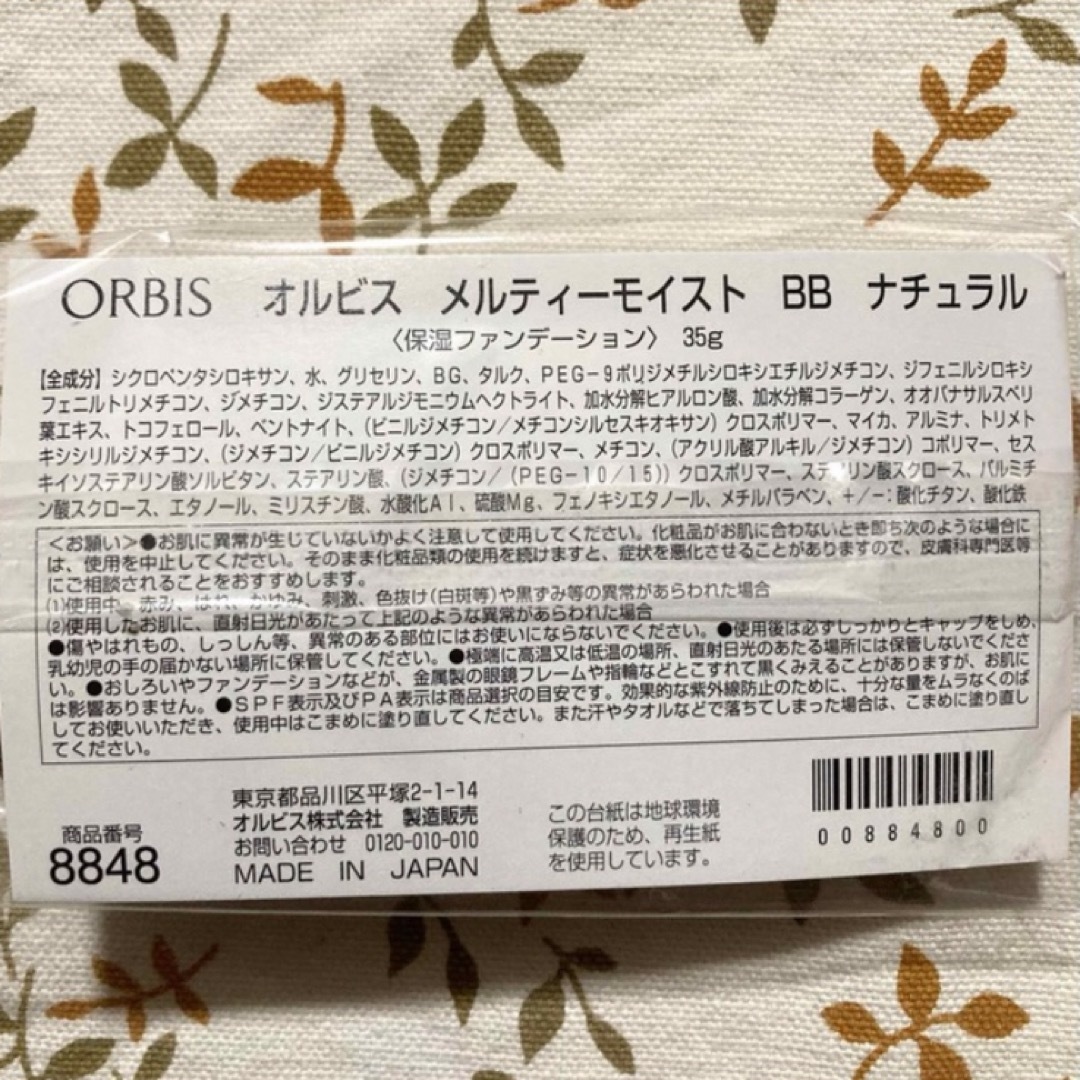 ORBIS オルビス メルティーモイスト BB ナチュラル
〈保湿ファンデーション〉 35g
【全成分】シクロペンタシロキサン、水、グリセリン、BG、タルク、PEG-9ポリジメチルシロキシエチルジメチコン、ジフェニルシロキシ
フェニルトリメチコン、ジメチコン、ジステアルジモニウムヘクトライト、加水分解ヒアルロン酸、加水分解コラーゲン、オオバナサルスベリ
葉エキス、トコフェロール、ベントナイト、(ビニルジメチコン/メチコンシルセスキオキサン)クロスポリマー、マイカ、アルミナ、トリメト
キシシリルジメチコン、(ジメチコン/ビニルジメチコン)クロスポリマー、メチコン、(アクリル酸アルキル/ジメチコン)コポリマー、セス
キイソステアリン酸ソルビタン、ステアリン酸、(ジメチコン/(PEG-10/15))クロスポリマー、ステアリン酸スクロース、パルミチ
ン酸スクロース、エタノール、ミリスチン酸、水酸化Al、硫酸Mg、フェノキシエタノール、メチルパラベン、+/-:酸化チタン、酸化鉄
<お願い>●お肌に異常が生じていないかよく注意して使用してください。化粧品がお肌に合わないとき即ち次のような場合に
は、使用を中止してください。そのまま化粧品類の使用を続けますと、症状を悪化させることがありますので、皮膚科専門医等
にご相談されることをおすすめします。
(1)使用中、赤み、はれ、かゆみ、刺激、色抜け(白斑等)や黒ずみ等の異常があらわれた場合
(2)使用したお肌に、直射日光があたって上記のような異常があらわれた場合
●傷やはれもの、しっしん等、異常のある部位にはお使いにならないでください。●使用後は必ずしっかりとキャップをしめ、
乳幼児の手の届かない場所に保管してください。●極端に高温又は低温の場所、直射日光のあたる場所には保管しないでくださ
い。●おしろいやファンデーションなどが、金属製の眼鏡フレームや指輪などとこすれて黒くみえることがありますが、お肌に
は影響ありません。●SPF表示及びPA表示は商品選択の目安です。効果的な紫外線防止のために、十分な量をムラなくのば
してお使いいただき、使用中はこまめに塗り直してください。また汗やタオルなどで落ちてしまった場合は、こまめに塗り直し
てください。
商品番号
8848
東京都品川区平塚2-1-14
オルビス株式会社 製造販売
お問い合わせ 0120-010-010
MADE IN JAPAN
この台紙は地球環境
保護のため、再生紙
を使用しています。
00884800